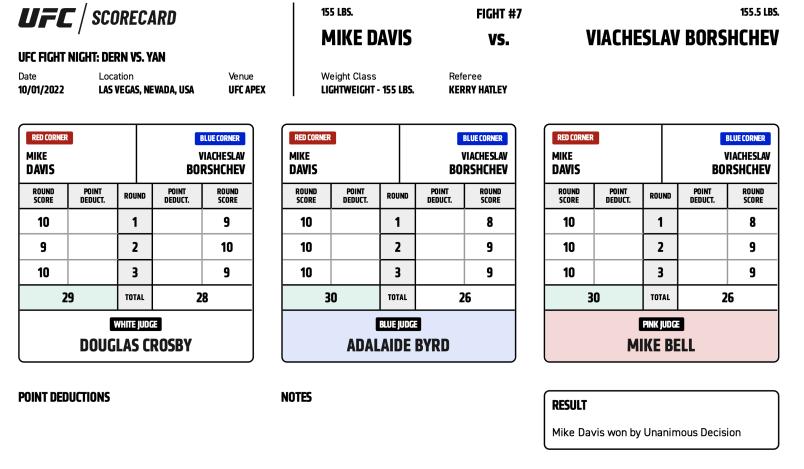 UFC / SCORECARD
UFC FIGHT NIGHT: DERN VS. YAN
Date Location Venue
10/01/2022 LAS VEGAS, NEVADA, USA UFC APEX
155 LBS. FIGHT #7 155.5 LBS.
MIKE DAVIS VS. VIACHESLAV BORSHCHEV
Weight Class Referee
LIGHTWEIGHT - 155 LBS. KERRY HATLEY
RED CORNER BLUE CORNER
MIKE VIACHESLAV
DAVIS BORSHCHEV
ROUND SCORE POINT DEDUCT. ROUND POINT DEDUCT. ROUND SCORE
10 1 9
9 2 10
10 3 9
29 TOTAL 28
WHITE JUDGE
DOUGLAS CROSBY
RED CORNER BLUE CORNER
MIKE VIACHESLAV
DAVIS BORSHCHEV
ROUND SCORE POINT DEDUCT. ROUND POINT DEDUCT. ROUND SCORE
10 1 8
10 2 9
10 3 9
30 TOTAL 26
BLUE JUDGE
ADALAIDE BYRD
RED CORNER BLUE CORNER
MIKE VIACHESLAV
DAVIS BORSHCHEV
ROUND SCORE POINT DEDUCT. ROUND POINT DEDUCT. ROUND SCORE
10 1 8
10 2 9
10 3 9
30 TOTAL 26
PINK JUDGE
MIKE BELL
POINT DEDUCTIONS
NOTES
RESULT
Mike Davis won by Unanimous Decision